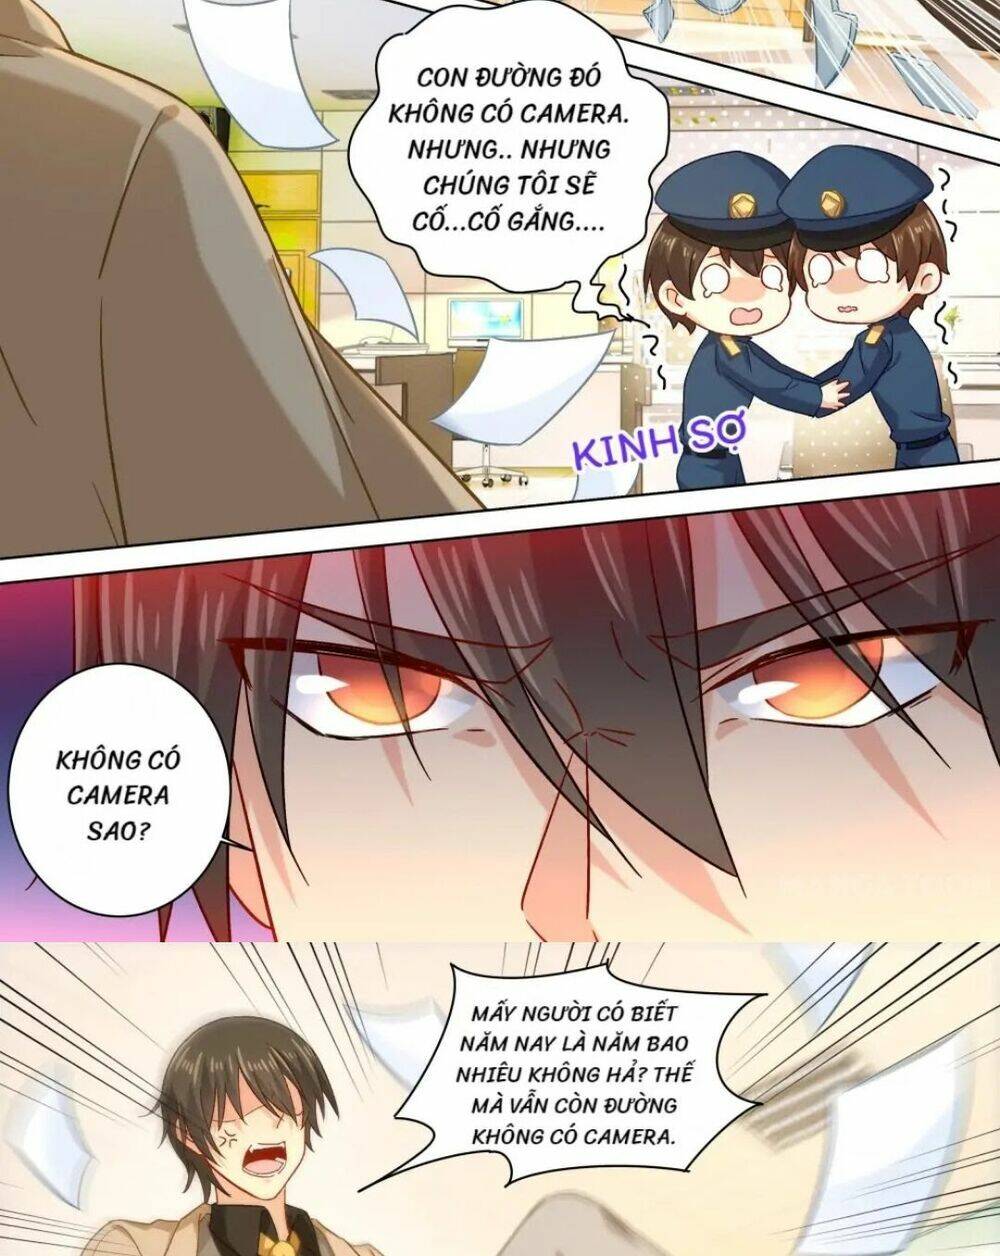 CON ĐƯỜNG ĐÓ
KHÔNG CÓ CAMERA.
NHƯNG.. NHƯNG
CHÚNG TÔI SẼ
CỐ...CỐ GẮNG....
KINH SỢ
KHÔNG CÓ
CAMERA
SAO?
MẤY NGƯỜI CÓ BIẾT
NĂM NAY LÀ NĂM BAO
NHIÊU KHÔNG HẢ? THẾ
MÀ VẪN CÒN ĐƯỜNG
KHÔNG CÓ CAMERA.